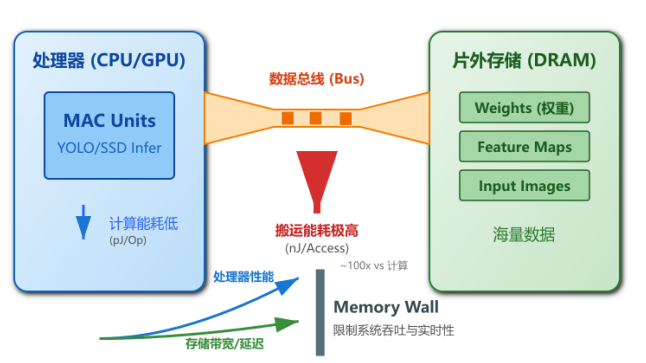 处理器 (CPU/GPU)
MAC Units
YOLO/SSD Infer
计算能耗低
(pJ/Op)
数据总线 (Bus)
搬运能耗极高
(nJ/Access)
~100x vs 计算
片外存储 (DRAM)
Weights (权重)
Feature Maps
Input Images
海量数据
处理器性能
存储带宽/延迟
Memory Wall
限制系统吞吐与实时性